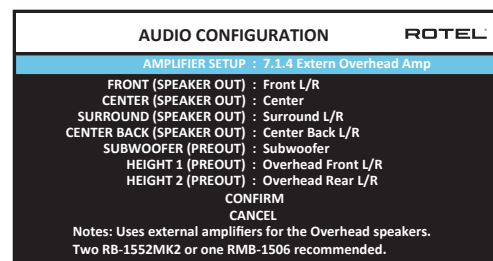 AUDIO CONFIGURATION ROTEL
AMPLIFIER SETUP : 7.1.4 Extern Overhead Amp
FRONT (SPEAKER OUT) : Front L/R
CENTER (SPEAKER OUT) : Center
SURROUND (SPEAKER OUT) : Surround L/R
CENTER BACK (SPEAKER OUT) : Center Back L/R
SUBWOOFER (PREOUT) : Subwoofer
HEIGHT 1 (PREOUT) : Overhead Front L/R
HEIGHT 2 (PREOUT) : Overhead Rear L/R
CONFIRM
CANCEL
Notes: Uses external amplifiers for the Overhead speakers.
Two RB-1552MK2 or one RMB-1506 recommended.